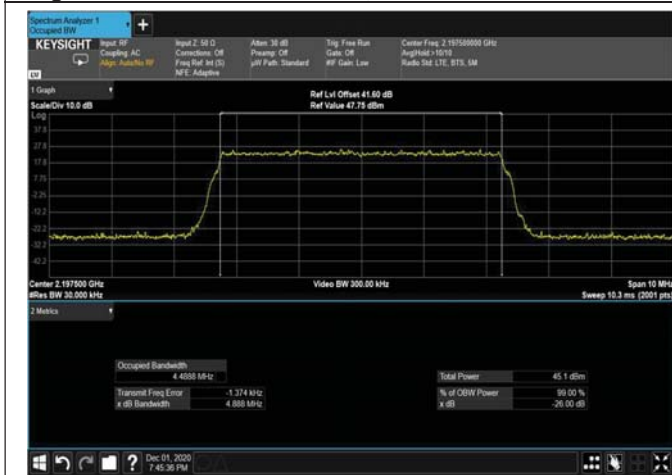 Spectrum Analyzer 1
Occupied BW
KEYSIGHT
Input: RF
Coupling: AC
Align: Auto/No RF
Input Z: 50 Ω
Corrections: Off
Freq Ref: Int (S)
NFE: Adaptive
Atten: 38 dB
Preamp: Off
µW Path: Standard
Trig: Free Run
Gate: Off
#IF Gain: Low
Center Freq: 2.197500000 GHz
Avg|Hold:>10/10
Radio Std: LTE, BTS, 5M
1 Graph
Scale/Div 10.0 dB
Ref Lvl Offset 41.60 dB
Ref Value 47.75 dBm
Log
37.8
27.8
17.8
7.75
-2.25
-12.2
-22.2
-32.2
-42.2
Center 2.197500 GHz
#Res BW 30.000 kHz
Video BW 300.00 kHz
Span 10 MHz
Sweep 10.3 ms (2001 pts)
2 Metrics
Occupied Bandwidth
4.4888 MHz
Transmit Freq Error -1.374 kHz
x dB Bandwidth 4.888 MHz
Total Power 45.1 dBm
% of OBW Power 99.00 %
x dB -26.00 dB
Dec 01, 2020
7:45:36 PM